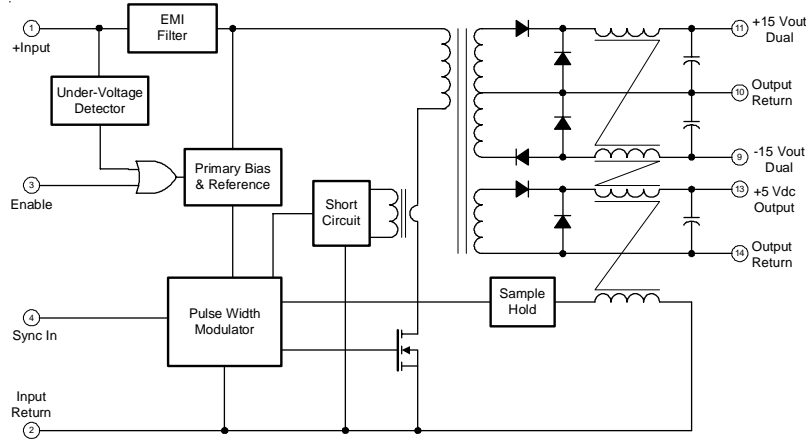 1
+Input
EMI
Filter
11
+15 Vout
Dual
Under-Voltage
Detector
10
Output
Return
3
Enable
Primary Bias
& Reference
9
-15 Vout
Dual
Short
Circuit
13
+5 Vdc
Output
14
Output
Return
4
Sync In
Pulse Width
Modulator
Sample
Hold
Input
Return
2